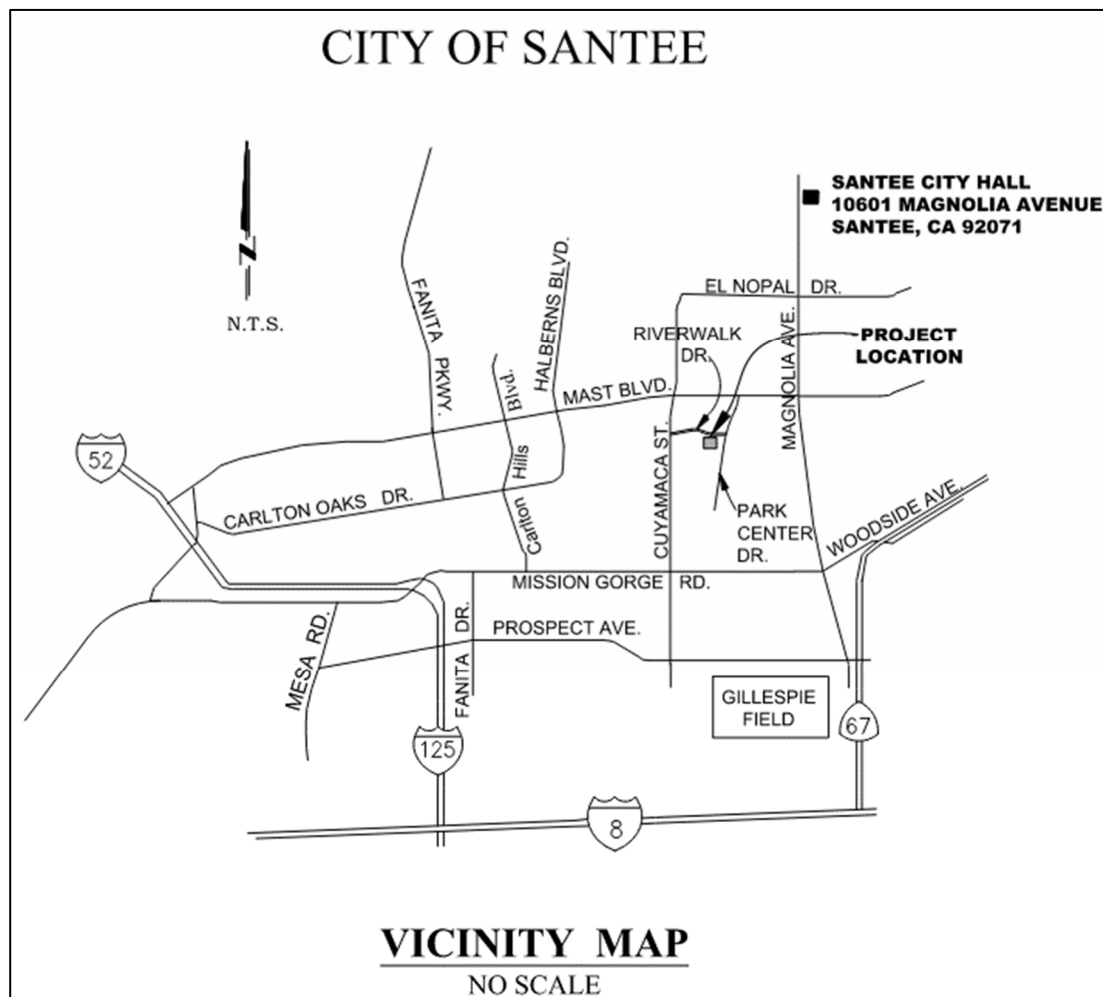 CITY OF SANTEE
SANTEE CITY HALL
10601 MAGNOLIA AVENUE
SANTEE, CA 92071
N
N.T.S.
FANITA PKWY.
HALBERNS BLVD.
EL NOPAL DR.
RIVERWALK
DR.
PROJECT
LOCATION
MAGNOLIA AVE.
MAST BLVD.
Carlton Hills Blvd.
52
CARLTON OAKS DR.
CUYAMACA ST.
PARK
CENTER
DR.
WOODSIDE AVE.
MISSION GORGE RD.
MESA RD.
FANITA DR.
PROSPECT AVE.
GILLESPIE
FIELD
67
125
8
VICINITY MAP
NO SCALE